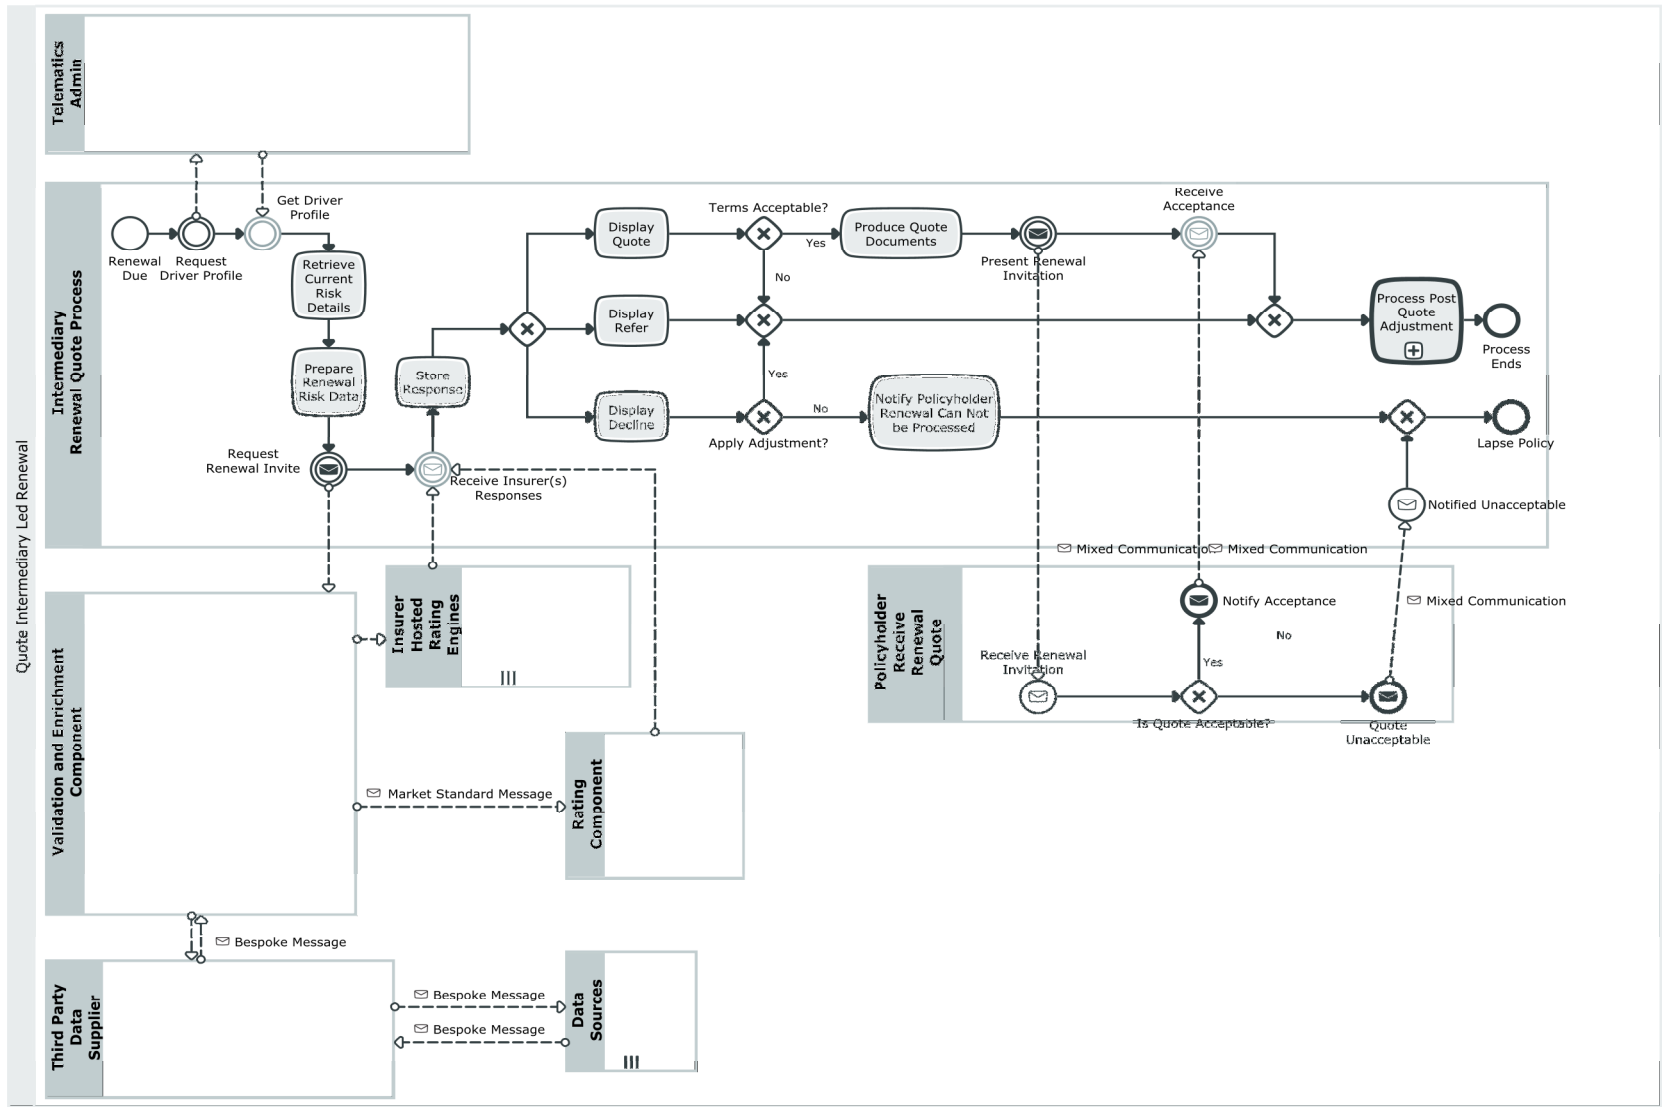 Quote Intermediary Led Renewal
Telematics
Admin
Intermediary
Renewal Quote Process
Renewal
Due
Request
Driver Profile
Get Driver
Profile
Retrieve
Current
Risk
Details
Prepare
Renewal
Risk Data
Request
Renewal Invite
Store
Response
Receive Insurer(s)
Responses
Display
Quote
Display
Refer
Display
Decline
Terms Acceptable?
Yes
No
Yes
No
Apply Adjustment?
Produce Quote
Documents
Present Renewal
Invitation
Receive
Acceptance
Notify Policyholder
Renewal Can Not
be Processed
Process Post
Quote
Adjustment
Process
Ends
Lapse Policy
Notified Unacceptable
Mixed Communicatio
Mixed Communication
Mixed Communication
Policyholder
Receive
Renewal
Quote
Receive Renewal
Invitation
Notify Acceptance
No
Yes
Is Quote Acceptable?
Quote
Unacceptable
Insurer
Hosted
Rating
Engines
Validation and Enrichment
Component
Market Standard Message
Rating
Component
Bespoke Message
Third Party
Data
Supplier
Bespoke Message
Bespoke Message
Data
Sources